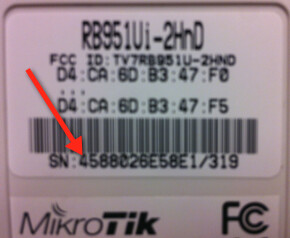 RB951Ui-2HnD
FCC ID:TV7RB951U-2HND
D4:CA:6D:B3:47:F0
...
D4:CA:6D:B3:47:F5
SN:4588026E58E1/319
MikroTik FC